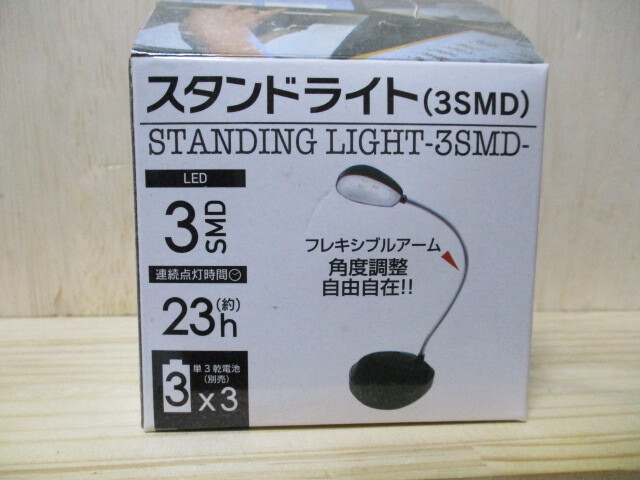 スタンドライト(3SMD)
STANDING LIGHT-3SMD-
LED
3SMD
連続点灯時間
23(約)h
フレキシブルアーム
角度調整
自由自在!!
3
単3乾電池
(別売)
x3